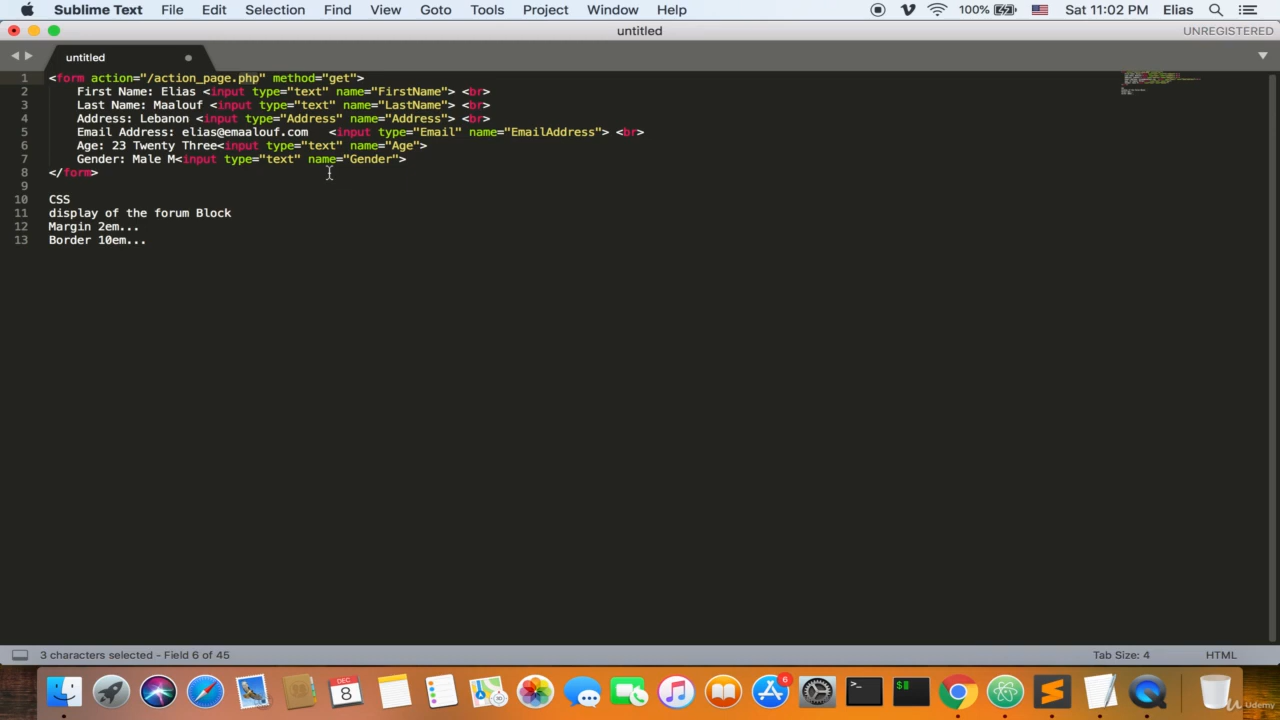 Sublime Text File Edit Selection Find View Goto Tools Project Window Help 100% Sat 11:02 PM Elias
untitled UNREGISTERED
untitled
1 <form action="/action_page.php" method="get">
2 First Name: Elias <input type="text" name="FirstName"> <br>
3 Last Name: Maalouf <input type="text" name="LastName"> <br>
4 Address: Lebanon <input type="Address" name="Address"> <br>
5 Email Address: elias@emaalouf.com <input type="Email" name="EmailAddress"> <br>
6 Age: 23 Twenty Three<input type="text" name="Age">
7 Gender: Male M<input type="text" name="Gender">
8 </form>
9
10 CSS
11 display of the forum Block
12 Margin 2em...
13 Border 10em...
3 characters selected - Field 6 of 45 Tab Size: 4 HTML
DEC
8
6
Udemy